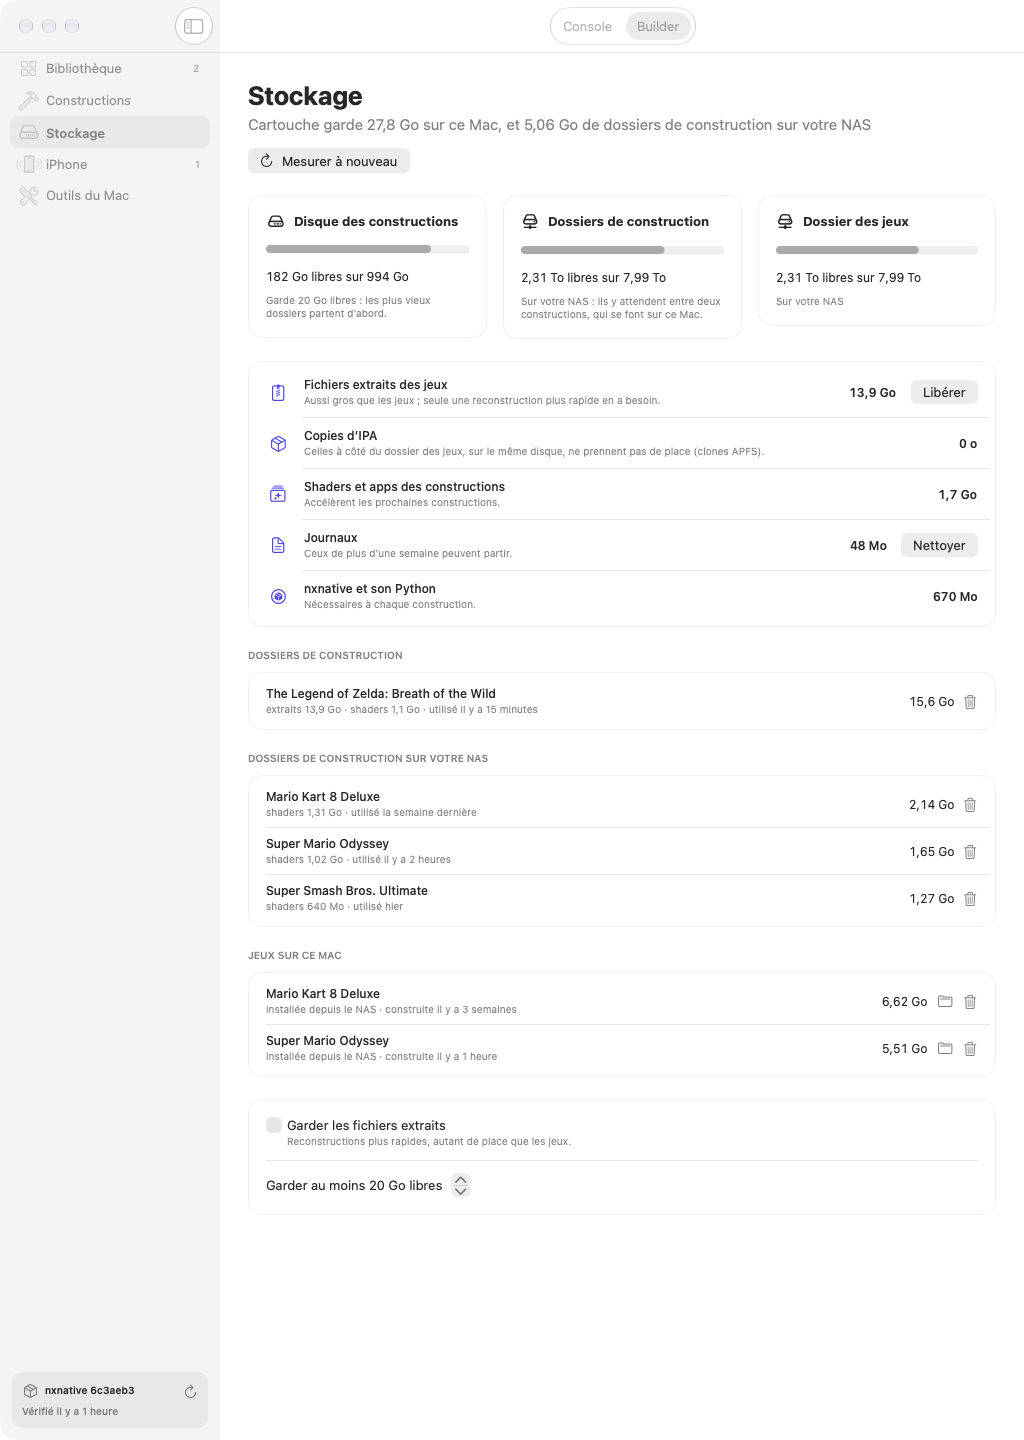 Console
Builder
Bibliothèque
2
Constructions
Stockage
iPhone
1
Outils du Mac
Stockage
Cartouche garde 27,8 Go sur ce Mac, et 5,06 Go de dossiers de construction sur votre NAS
Mesurer à nouveau
Disque des constructions
182 Go libres sur 994 Go
Garde 20 Go libres : les plus vieux
dossiers partent d’abord.
Dossiers de construction
2,31 To libres sur 7,99 To
Sur votre NAS : ils y attendent entre deux
constructions, qui se font sur ce Mac.
Dossier des jeux
2,31 To libres sur 7,99 To
Sur votre NAS
Fichiers extraits des jeux
Aussi gros que les jeux ; seule une reconstruction plus rapide en a besoin.
13,9 Go
Libérer
Copies d’IPA
Celles à côté du dossier des jeux, sur le même disque, ne prennent pas de place (clones APFS).
0 o
Shaders et apps des constructions
Accélèrent les prochaines constructions.
1,7 Go
Journaux
Ceux de plus d’une semaine peuvent partir.
48 Mo
Nettoyer
nxnative et son Python
Nécessaires à chaque construction.
670 Mo
DOSSIERS DE CONSTRUCTION
The Legend of Zelda: Breath of the Wild
extraits 13,9 Go · shaders 1,1 Go · utilisé il y a 15 minutes
15,6 Go
DOSSIERS DE CONSTRUCTION SUR VOTRE NAS
Mario Kart 8 Deluxe
shaders 1,31 Go · utilisé la semaine dernière
2,14 Go
Super Mario Odyssey
shaders 1,02 Go · utilisé il y a 2 heures
1,65 Go
Super Smash Bros. Ultimate
shaders 640 Mo · utilisé hier
1,27 Go
JEUX SUR CE MAC
Mario Kart 8 Deluxe
installée depuis le NAS · construite il y a 3 semaines
6,62 Go
Super Mario Odyssey
installée depuis le NAS · construite il y a 1 heure
5,51 Go
Garder les fichiers extraits
Reconstructions plus rapides, autant de place que les jeux.
Garder au moins 20 Go libres
nxnative 6c3aeb3
Vérifié il y a 1 heure